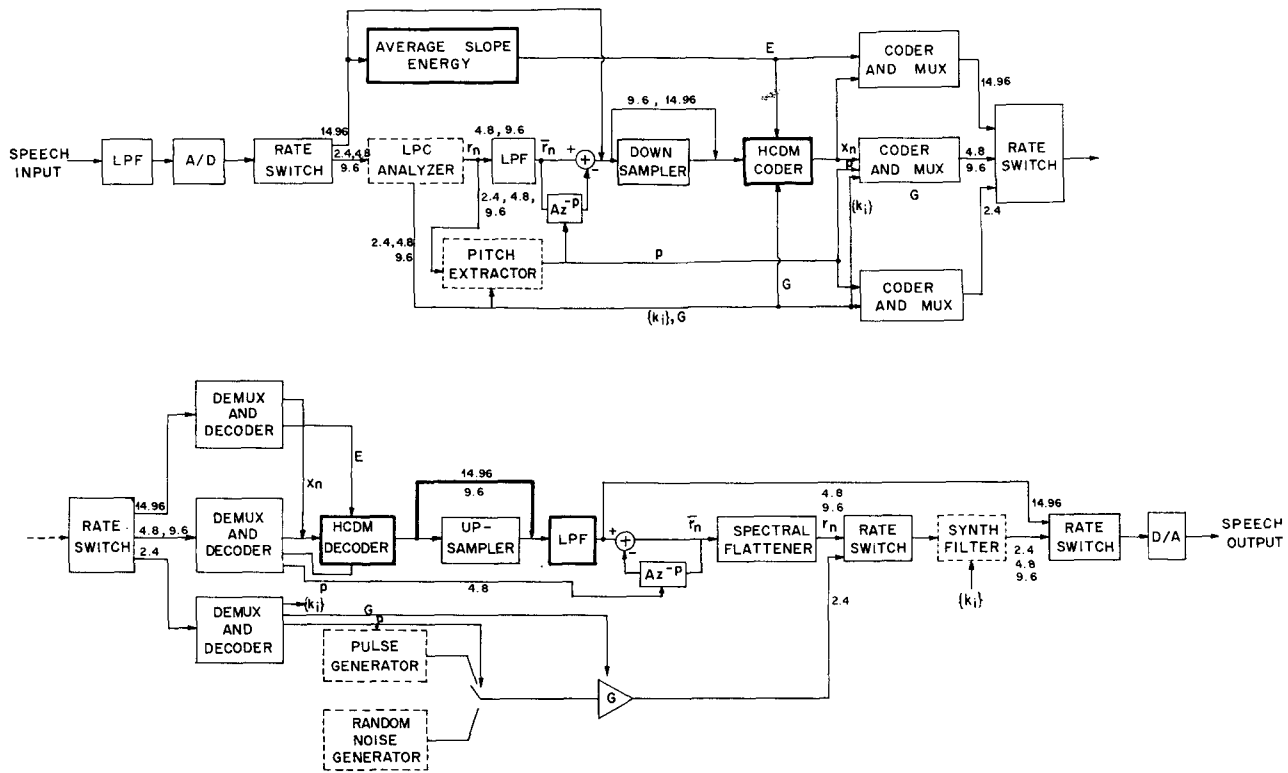 AVERAGE SLOPE
ENERGY
E
CODER
AND MUX
14.96
14.96
9.6, 14.96
SPEECH
INPUT
LPF
A/D
RATE
SWITCH
2.4, 4.8
9.6
LPC
ANALYZER
rn
4.8, 9.6
LPF
r̅n
+
-
DOWN
SAMPLER
HCDM
CODER
xn
p
CODER
AND MUX
4.8
9.6
G
RATE
SWITCH
2.4, 4.8,
9.6
Az⁻ᵖ
{ki}
2.4
2.4, 4.8
9.6
PITCH
EXTRACTOR
p
G
CODER
AND MUX
{ki}, G
DEMUX
AND
DECODER
E
xn
14.96
9.6
RATE
SWITCH
14.96
4.8, 9.6
2.4
DEMUX
AND
DECODER
HCDM
DECODER
UP-
SAMPLER
LPF
+
-
r̅n
Az⁻ᵖ
SPECTRAL
FLATTENER
4.8
9.6
rn
RATE
SWITCH
SYNTH
FILTER
2.4
4.8
9.6
14.96
RATE
SWITCH
D/A
SPEECH
OUTPUT
p
4.8
{ki}
DEMUX
AND
DECODER
{ki}
G
p
2.4
PULSE
GENERATOR
G
RANDOM
NOISE
GENERATOR